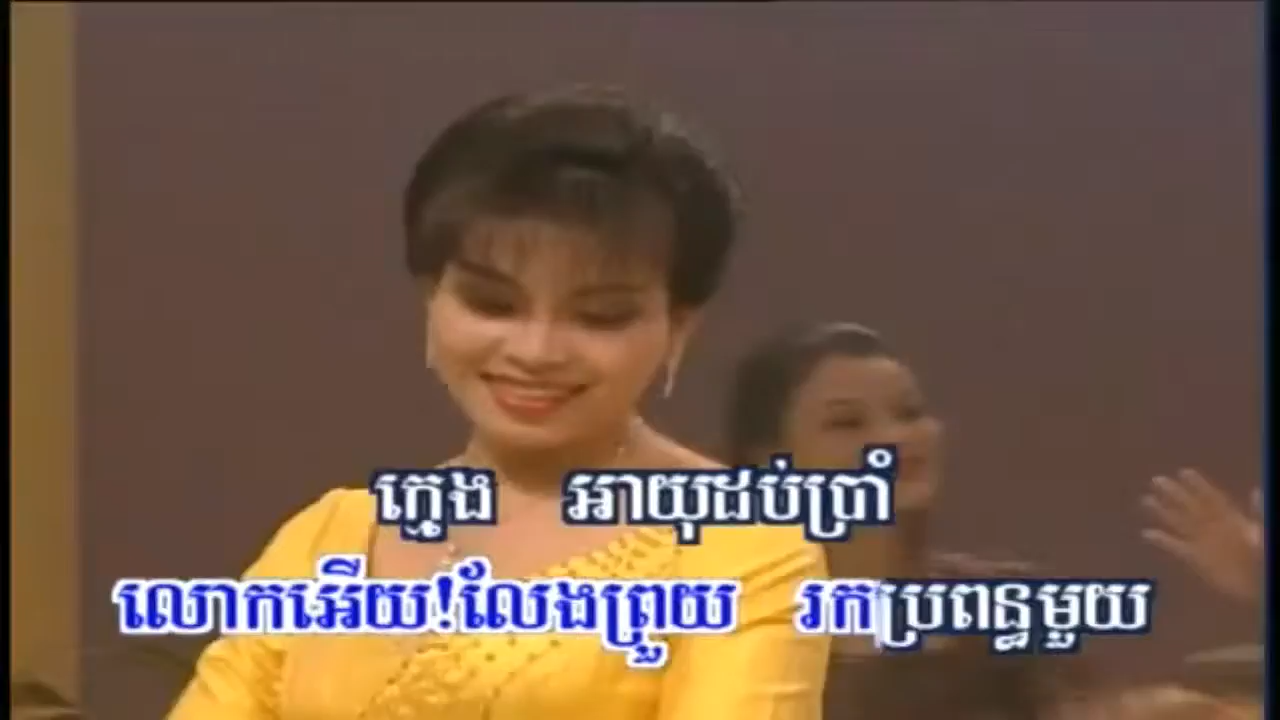 ក្មេង អាយុដប់ប្រាំ
លោកអើយ!លែងព្រួយ រកប្រពន្ធមួយ